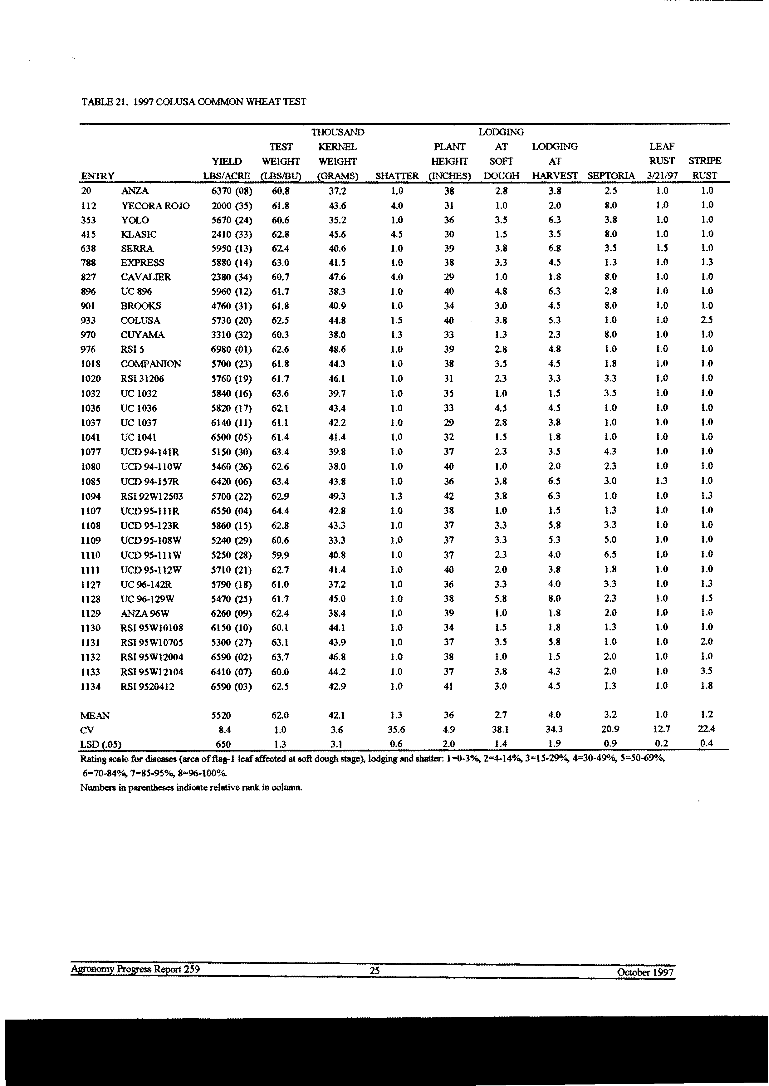 TABLE 21. 1997 COLUSA COMMON WHEAT TEST
THOUSAND LODGING
TEST KERNEL PLANT AT LODGING LEAF
YIELD WEIGHT WEIGHT HEIGHT SOFT AT RUST STRIPE
ENTRY LBS/ACRE (LBS/BU) (GRAMS) SHATTER (INCHES) DOUGH HARVEST SEPTORIA 3/21/97 RUST
20 ANZA 6370 (08) 60.8 37.2 1.0 38 2.8 3.8 2.5 1.0 1.0
112 YECORA ROJO 2000 (35) 61.8 43.6 4.0 31 1.0 2.0 8.0 1.0 1.0
353 YOLO 5670 (24) 60.6 35.2 1.0 36 3.5 6.3 3.8 1.0 1.0
415 KLASIC 2410 (33) 62.8 45.6 4.5 30 1.5 3.5 8.0 1.0 1.0
638 SERRA 5950 (13) 62.4 40.6 1.0 39 3.8 6.8 3.5 1.5 1.0
788 EXPRESS 5880 (14) 63.0 41.5 1.0 38 3.3 4.5 1.3 1.0 1.3
827 CAVALIER 2380 (34) 60.7 47.6 4.0 29 1.0 1.8 8.0 1.0 1.0
896 UC 896 5960 (12) 61.7 38.3 1.0 40 4.8 6.3 2.8 1.0 1.0
901 BROOKS 4760 (31) 61.8 40.9 1.0 34 3.0 4.5 8.0 1.0 1.0
933 COLUSA 5730 (20) 62.5 44.8 1.5 40 3.8 5.3 1.0 1.0 2.5
970 CUYAMA 3310 (32) 60.3 38.0 1.3 33 1.3 2.3 8.0 1.0 1.0
976 RSI 5 6980 (01) 62.6 48.6 1.0 39 2.8 4.8 1.0 1.0 1.0
1018 COMPANION 5700 (23) 61.8 44.3 1.0 38 3.5 4.5 1.8 1.0 1.0
1020 RSI 31206 5760 (19) 61.7 46.1 1.0 31 2.3 3.3 3.3 1.0 1.0
1032 UC 1032 5840 (16) 63.6 39.7 1.0 35 1.0 1.5 3.5 1.0 1.0
1036 UC 1036 5820 (17) 62.1 43.4 1.0 33 4.5 4.5 1.0 1.0 1.0
1037 UC 1037 6140 (11) 61.1 42.2 1.0 29 2.8 3.8 1.0 1.0 1.0
1041 UC 1041 6500 (05) 61.4 41.4 1.0 32 1.5 1.8 1.0 1.0 1.0
1077 UCD 94-141R 5150 (30) 63.4 39.8 1.0 37 2.3 3.5 4.3 1.0 1.0
1080 UCD 94-110W 5460 (26) 62.6 38.0 1.0 40 1.0 2.0 2.3 1.0 1.0
1085 UCD 94-157R 6420 (06) 63.4 43.8 1.0 36 3.8 6.5 3.0 1.3 1.0
1094 RSI 92W12503 5700 (22) 62.9 49.3 1.3 42 3.8 6.3 1.0 1.0 1.3
1107 UCD 95-111R 6550 (04) 64.4 42.8 1.0 38 1.0 1.5 1.3 1.0 1.0
1108 UCD 95-123R 5860 (15) 62.8 43.3 1.0 37 3.3 5.8 3.3 1.0 1.0
1109 UCD 95-108W 5240 (29) 60.6 33.3 1.0 37 3.3 5.3 5.0 1.0 1.0
1110 UCD 95-111W 5250 (28) 59.9 40.8 1.0 37 2.3 4.0 6.5 1.0 1.0
1111 UCD 95-112W 5710 (21) 62.7 41.4 1.0 40 2.0 3.8 1.8 1.0 1.0
1127 UC 96-142R 5790 (18) 61.0 37.2 1.0 36 3.3 4.0 3.3 1.0 1.3
1128 UC 96-129W 5470 (25) 61.7 45.0 1.0 38 5.8 8.0 2.3 1.0 1.5
1129 ANZA 96W 6260 (09) 62.4 38.4 1.0 39 1.0 1.8 2.0 1.0 1.0
1130 RSI 95W10108 6150 (10) 60.1 44.1 1.0 34 1.5 1.8 1.3 1.0 1.0
1131 RSI 95W10705 5300 (27) 63.1 43.9 1.0 37 3.5 5.8 1.0 1.0 2.0
1132 RSI 95W12004 6590 (02) 63.7 46.8 1.0 38 1.0 1.5 2.0 1.0 1.0
1133 RSI 95W12104 6410 (07) 60.0 44.2 1.0 37 3.8 4.3 2.0 1.0 3.5
1134 RSI 9520412 6590 (03) 62.5 42.9 1.0 41 3.0 4.5 1.3 1.0 1.8
MEAN 5520 62.0 42.1 1.3 36 2.7 4.0 3.2 1.0 1.2
CV 8.4 1.0 3.6 35.6 4.9 38.1 34.3 20.9 12.7 22.4
LSD (.05) 650 1.3 3.1 0.6 2.0 1.4 1.9 0.9 0.2 0.4
Rating scale for diseases (area of flag-1 leaf affected at soft dough stage), lodging and shatter: 1=0-3%, 2=4-14%, 3=15-29%, 4=30-49%, 5=50-69%,
6=70-84%, 7=85-95%, 8=96-100%.
Numbers in parentheses indicate relative rank in column.
Agronomy Progress Report 259 25 October 1997